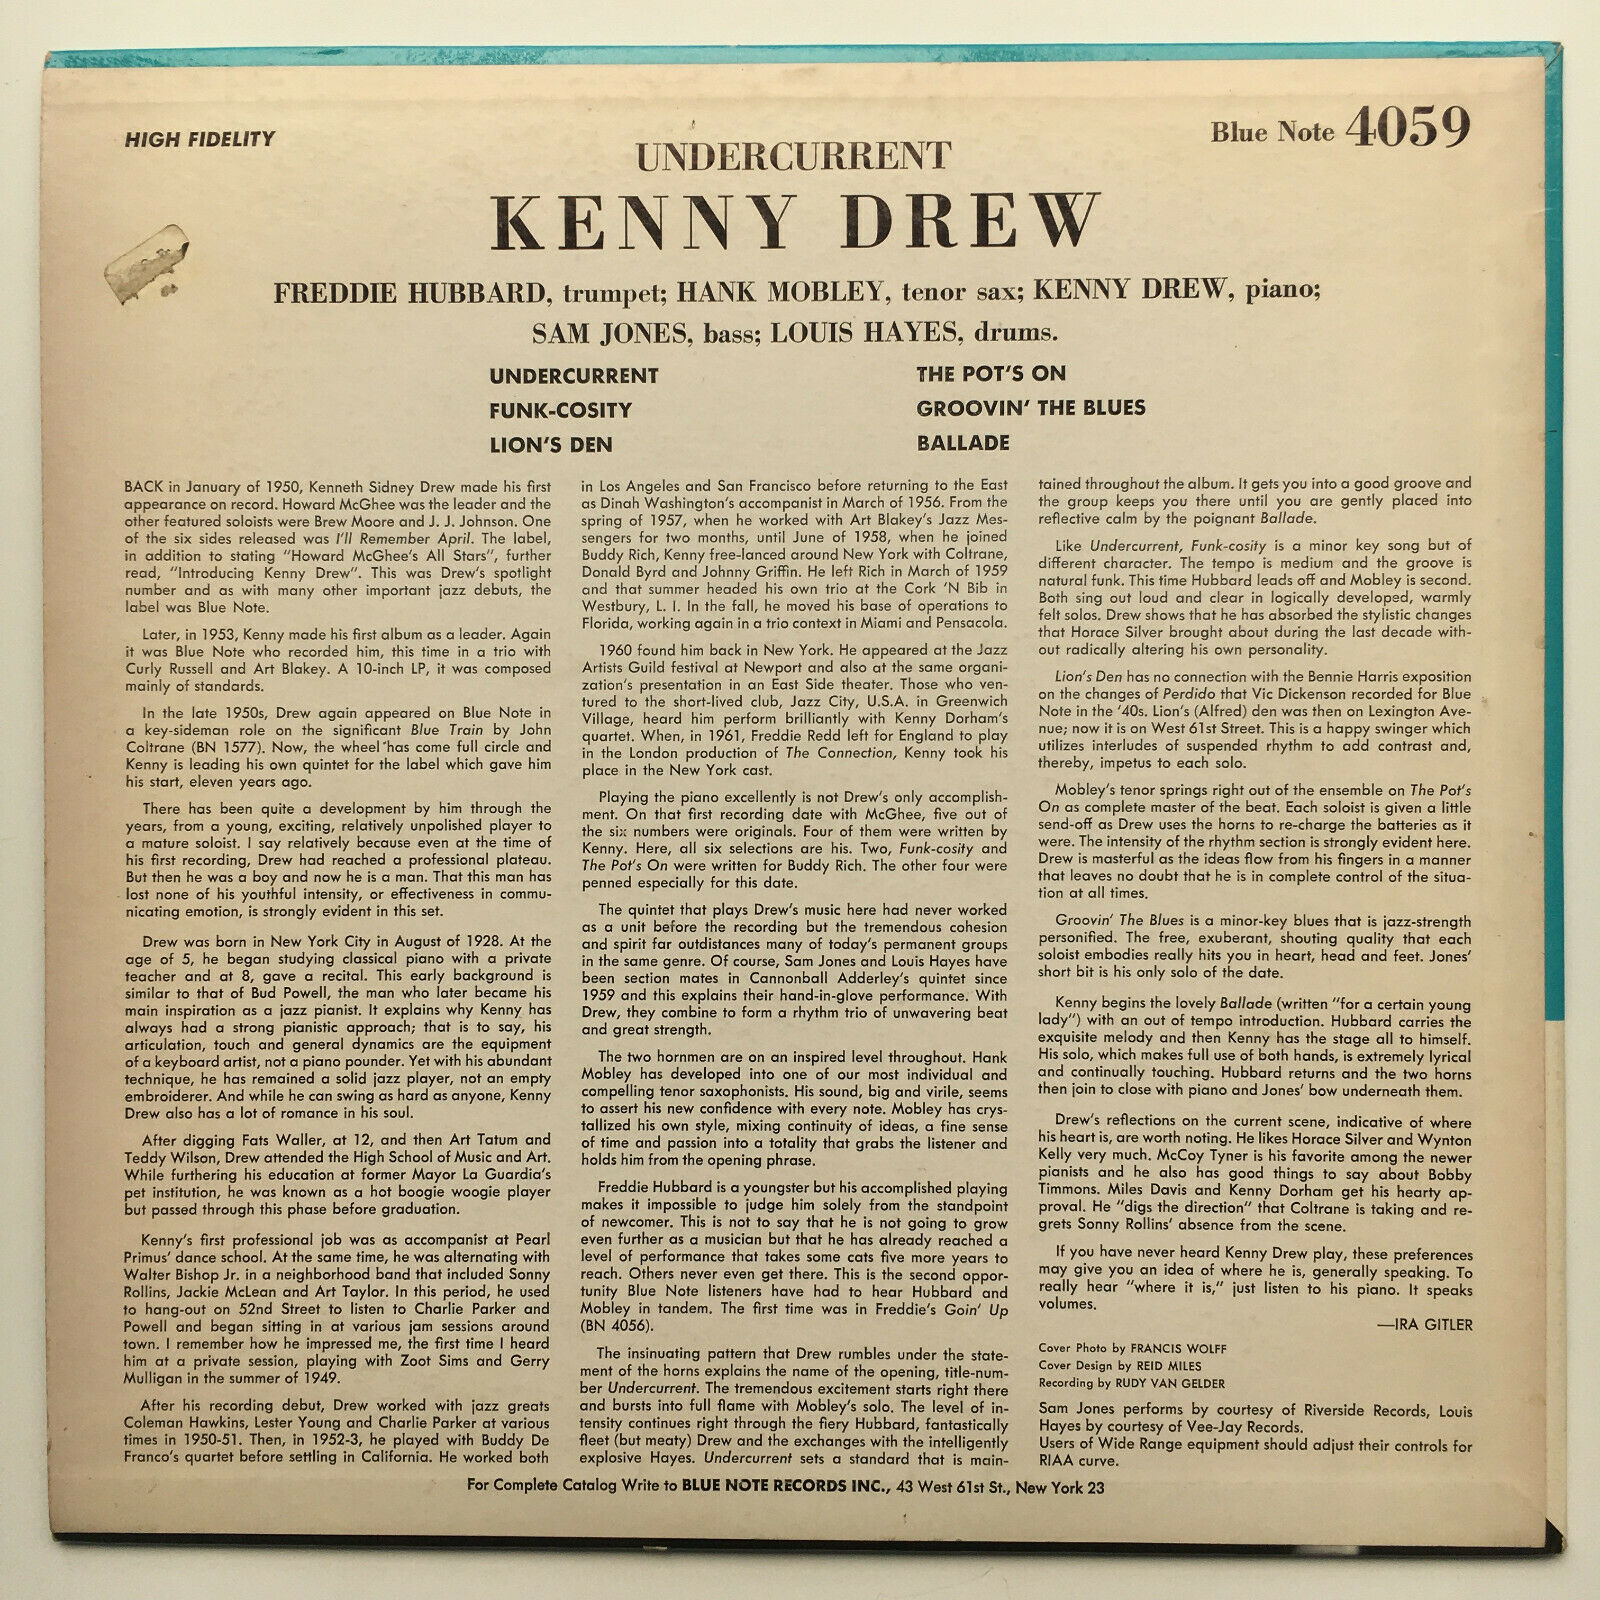 HIGH FIDELITY
Blue Note 4059
UNDERCURRENT
KENNY DREW
FREDDIE HUBBARD, trumpet; HANK MOBLEY, tenor sax; KENNY DREW, piano;
SAM JONES, bass; LOUIS HAYES, drums.
UNDERCURRENT
FUNK-COSITY
LION'S DEN
THE POT'S ON
GROOVIN' THE BLUES
BALLADE
BACK in January of 1950, Kenneth Sidney Drew made his first
appearance on record. Howard McGhee was the leader and the
other featured soloists were Brew Moore and J. J. Johnson. One
of the six sides released was I'll Remember April. The label,
in addition to stating "Howard McGhee's All Stars", further
read, "Introducing Kenny Drew". This was Drew's spotlight
number and as with many other important jazz debuts, the
label was Blue Note.
Later, in 1953, Kenny made his first album as a leader. Again
it was Blue Note who recorded him, this time in a trio with
Curly Russell and Art Blakey. A 10-inch LP, it was composed
mainly of standards.
In the late 1950s, Drew again appeared on Blue Note in
a key-sideman role on the significant Blue Train by John
Coltrane (BN 1577). Now, the wheel has come full circle and
Kenny is leading his own quintet for the label which gave him
his start, eleven years ago.
There has been quite a development by him through the
years, from a young, exciting, relatively unpolished player to
a mature soloist. I say relatively because even at the time of
his first recording, Drew had reached a professional plateau.
But then he was a boy and now he is a man. That this man has
lost none of his youthful intensity, or effectiveness in commu-
nicating emotion, is strongly evident in this set.
Drew was born in New York City in August of 1928. At the
age of 5, he began studying classical piano with a private
teacher and at 8, gave a recital. This early background is
similar to that of Bud Powell, the man who later became his
main inspiration as a jazz pianist. It explains why Kenny has
always had a strong pianistic approach; that is to say, his
articulation, touch and general dynamics are the equipment
of a keyboard artist, not a piano pounder. Yet with his abundant
technique, he has remained a solid jazz player, not an empty
embroiderer. And while he can swing as hard as anyone, Kenny
Drew also has a lot of romance in his soul.
After digging Fats Waller, at 12, and then Art Tatum and
Teddy Wilson, Drew attended the High School of Music and Art.
While furthering his education at former Mayor La Guardia's
pet institution, he was known as a hot boogie woogie player
but passed through this phase before graduation.
Kenny's first professional job was as accompanist at Pearl
Primus' dance school. At the same time, he was alternating with
Walter Bishop Jr. in a neighborhood band that included Sonny
Rollins, Jackie McLean and Art Taylor. In this period, he used
to hang-out on 52nd Street to listen to Charlie Parker and
Powell and began sitting in at various jam sessions around
town. I remember how he impressed me, the first time I heard
him at a private session, playing with Zoot Sims and Gerry
Mulligan in the summer of 1949.
After his recording debut, Drew worked with jazz greats
Coleman Hawkins, Lester Young and Charlie Parker at various
times in 1950-51. Then, in 1952-3, he played with Buddy De
Franco's quartet before settling in California. He worked both
in Los Angeles and San Francisco before returning to the East
as Dinah Washington's accompanist in March of 1956. From the
spring of 1957, when he worked with Art Blakey's Jazz Mes-
sengers for two months, until June of 1958, when he joined
Buddy Rich, Kenny free-lanced around New York with Coltrane,
Donald Byrd and Johnny Griffin. He left Rich in March of 1959
and that summer headed his own trio at the Cork 'N Bib in
Westbury, L. I. In the fall, he moved his base of operations to
Florida, working again in a trio context in Miami and Pensacola.
1960 found him back in New York. He appeared at the Jazz
Artists Guild festival at Newport and also at the same organi-
zation's presentation in an East Side theater. Those who ven-
tured to the short-lived club, Jazz City, U.S.A. in Greenwich
Village, heard him perform brilliantly with Kenny Dorham's
quartet. When, in 1961, Freddie Redd left for England to play
in the London production of The Connection, Kenny took his
place in the New York cast.
Playing the piano excellently is not Drew's only accomplish-
ment. On that first recording date with McGhee, five out of
the six numbers were originals. Four of them were written by
Kenny. Here, all six selections are his. Two, Funk-cosity and
The Pot's On were written for Buddy Rich. The other four were
penned especially for this date.
The quintet that plays Drew's music here had never worked
as a unit before the recording but the tremendous cohesion
and spirit far outdistances many of today's permanent groups
in the same genre. Of course, Sam Jones and Louis Hayes have
been section mates in Cannonball Adderley's quintet since
1959 and this explains their hand-in-glove performance. With
Drew, they combine to form a rhythm trio of unwavering beat
and great strength.
The two hornmen are on an inspired level throughout. Hank
Mobley has developed into one of our most individual and
compelling tenor saxophonists. His sound, big and virile, seems
to assert his new confidence with every note. Mobley has crys-
tallized his own style, mixing continuity of ideas, a fine sense
of time and passion into a totality that grabs the listener and
holds him from the opening phrase.
Freddie Hubbard is a youngster but his accomplished playing
makes it impossible to judge him solely from the standpoint
of newcomer. This is not to say that he is not going to grow
even further as a musician but that he has already reached a
level of performance that takes some cats five more years to
reach. Others never even get there. This is the second oppor-
tunity Blue Note listeners have had to hear Hubbard and
Mobley in tandem. The first time was in Freddie's Goin' Up
(BN 4056).
The insinuating pattern that Drew rumbles under the state-
ment of the horns explains the name of the opening, title-num-
ber Undercurrent. The tremendous excitement starts right there
and bursts into full flame with Mobley's solo. The level of in-
tensity continues right through the fiery Hubbard, fantastically
fleet (but meaty) Drew and the exchanges with the intelligently
explosive Hayes. Undercurrent sets a standard that is main-
tained throughout the album. It gets you into a good groove and
the group keeps you there until you are gently placed into
reflective calm by the poignant Ballade.
Like Undercurrent, Funk-cosity is a minor key song but of
different character. The tempo is medium and the groove is
natural funk. This time Hubbard leads off and Mobley is second.
Both sing out loud and clear in logically developed, warmly
felt solos. Drew shows that he has absorbed the stylistic changes
that Horace Silver brought about during the last decade with-
out radically altering his own personality.
Lion's Den has no connection with the Bennie Harris exposition
on the changes of Perdido that Vic Dickenson recorded for Blue
Note in the '40s. Lion's (Alfred) den was then on Lexington Ave-
nue; now it is on West 61st Street. This is a happy swinger which
utilizes interludes of suspended rhythm to add contrast and,
thereby, impetus to each solo.
Mobley's tenor springs right out of the ensemble on The Pot's
On as complete master of the beat. Each soloist is given a little
send-off as Drew uses the horns to re-charge the batteries as it
were. The intensity of the rhythm section is strongly evident here.
Drew is masterful as the ideas flow from his fingers in a manner
that leaves no doubt that he is in complete control of the situa-
tion at all times.
Groovin' The Blues is a minor-key blues that is jazz-strength
personified. The free, exuberant, shouting quality that each
soloist embodies really hits you in heart, head and feet. Jones'
short bit is his only solo of the date.
Kenny begins the lovely Ballade (written "for a certain young
lady") with an out of tempo introduction. Hubbard carries the
exquisite melody and then Kenny has the stage all to himself.
His solo, which makes full use of both hands, is extremely lyrical
and continually touching. Hubbard returns and the two horns
then join to close with piano and Jones' bow underneath them.
Drew's reflections on the current scene, indicative of where
his heart is, are worth noting. He likes Horace Silver and Wynton
Kelly very much. McCoy Tyner is his favorite among the newer
pianists and he also has good things to say about Bobby
Timmons. Miles Davis and Kenny Dorham get his hearty ap-
proval. He "digs the direction" that Coltrane is taking and re-
grets Sonny Rollins' absence from the scene.
If you have never heard Kenny Drew play, these preferences
may give you an idea of where he is, generally speaking. To
really hear "where it is," just listen to his piano. It speaks
volumes.
—IRA GITLER
Cover Photo by FRANCIS WOLFF
Cover Design by REID MILES
Recording by RUDY VAN GELDER
Sam Jones performs by courtesy of Riverside Records, Louis
Hayes by courtesy of Vee-Jay Records.
Users of Wide Range equipment should adjust their controls for
RIAA curve.
For Complete Catalog Write to BLUE NOTE RECORDS INC., 43 West 61st St., New York 23